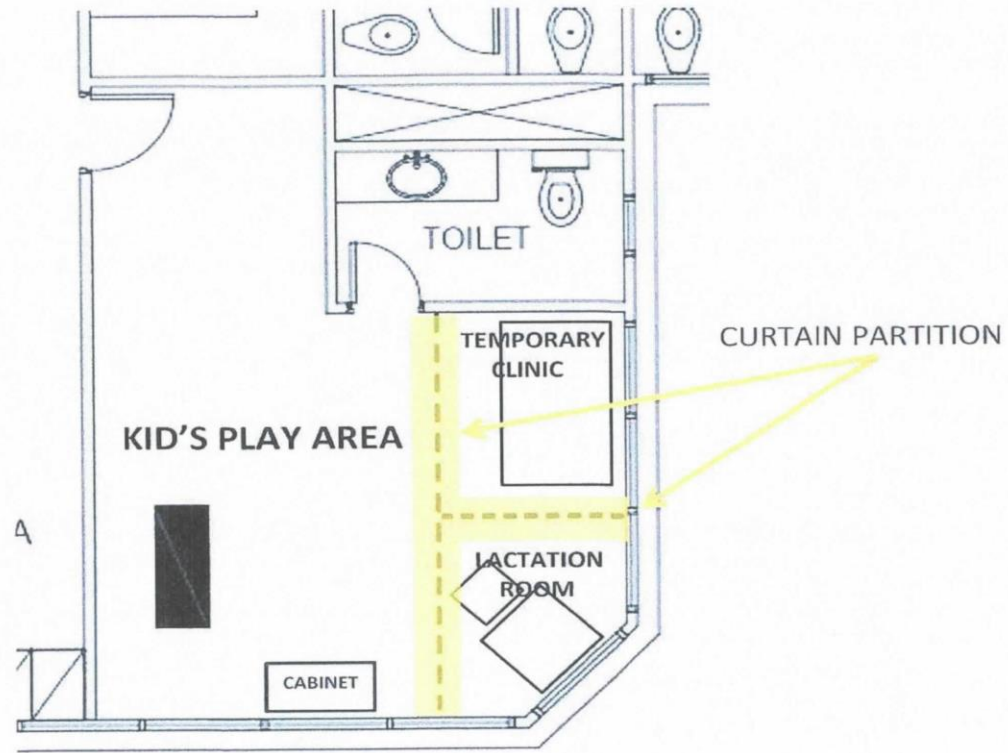 TOILET
TEMPORARY
CLINIC
CURTAIN PARTITION
KID'S PLAY AREA
A
LACTATION
ROOM
CABINET